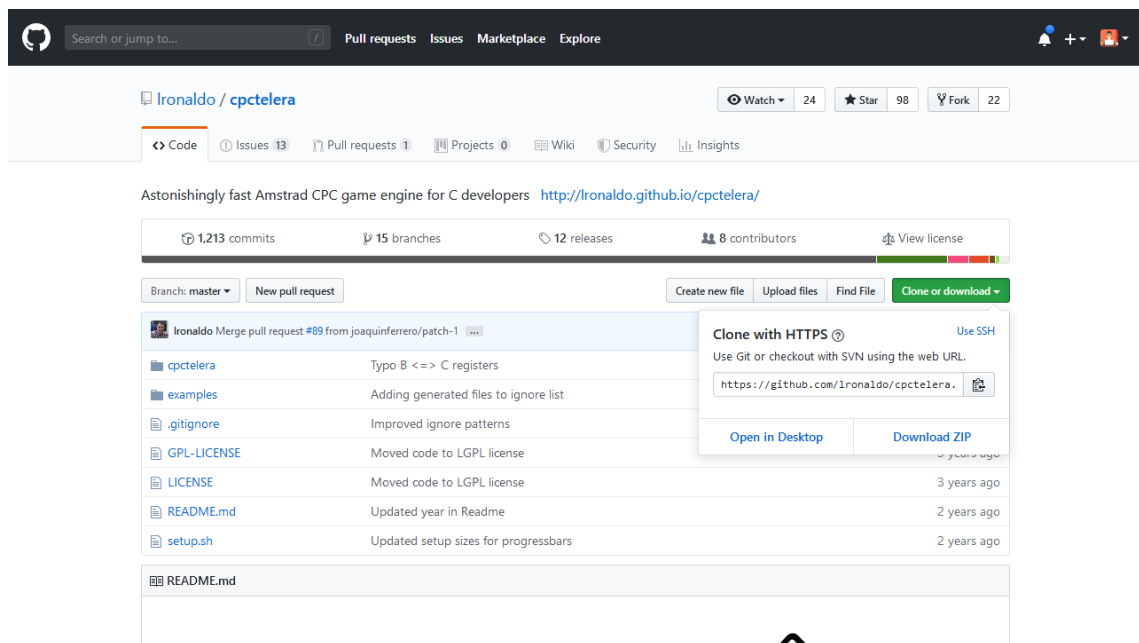 Search or jump to... /
Pull requests Issues Marketplace Explore
lronaldo / cpctelera
Watch 24 Star 98 Fork 22
Code Issues 13 Pull requests 1 Projects 0 Wiki Security Insights
Astonishingly fast Amstrad CPC game engine for C developers http://lronaldo.github.io/cpctelera/
1,213 commits 15 branches 12 releases 8 contributors View license
Branch: master New pull request Create new file Upload files Find File Clone or download
lronaldo Merge pull request #89 from joaquinferrero/patch-1 ...
Clone with HTTPS ? Use SSH
Use Git or checkout with SVN using the web URL.
https://github.com/lronaldo/cpctelera.
Open in Desktop Download ZIP
cpctelera Typo B <=> C registers
examples Adding generated files to ignore list
.gitignore Improved ignore patterns
GPL-LICENSE Moved code to LGPL license 3 years ago
LICENSE Moved code to LGPL license 3 years ago
README.md Updated year in Readme 2 years ago
setup.sh Updated setup sizes for progressbars 2 years ago
README.md